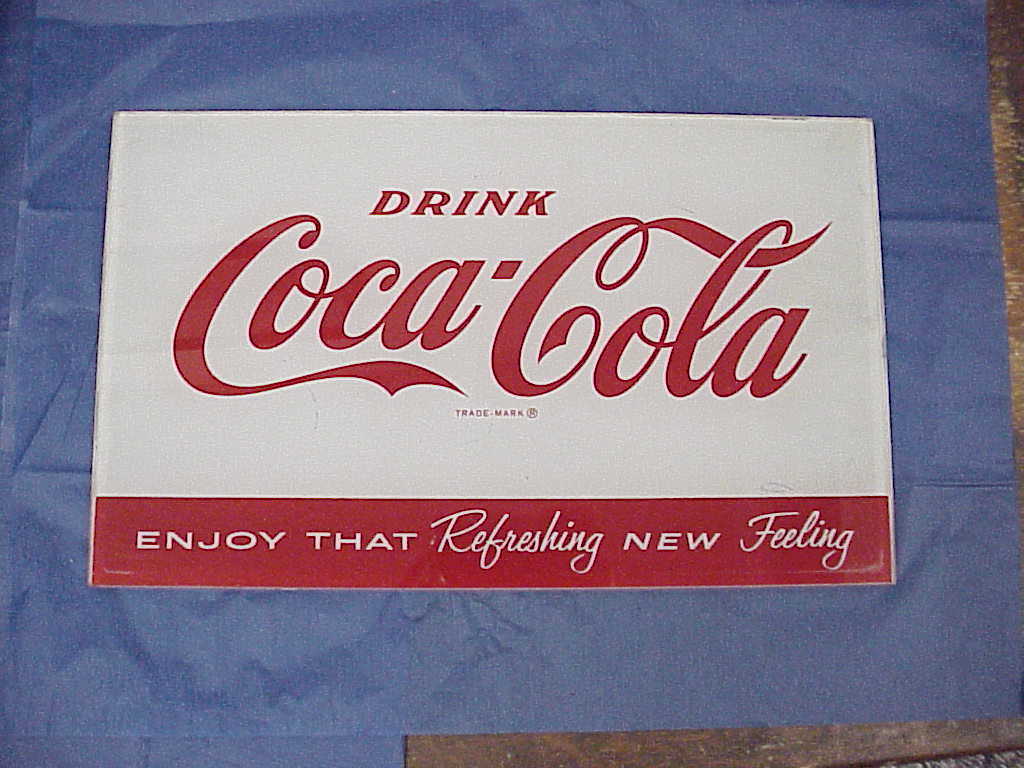 DRINK
Coca-Cola
TRADE-MARK ®
ENJOY THAT Refreshing NEW Feeling